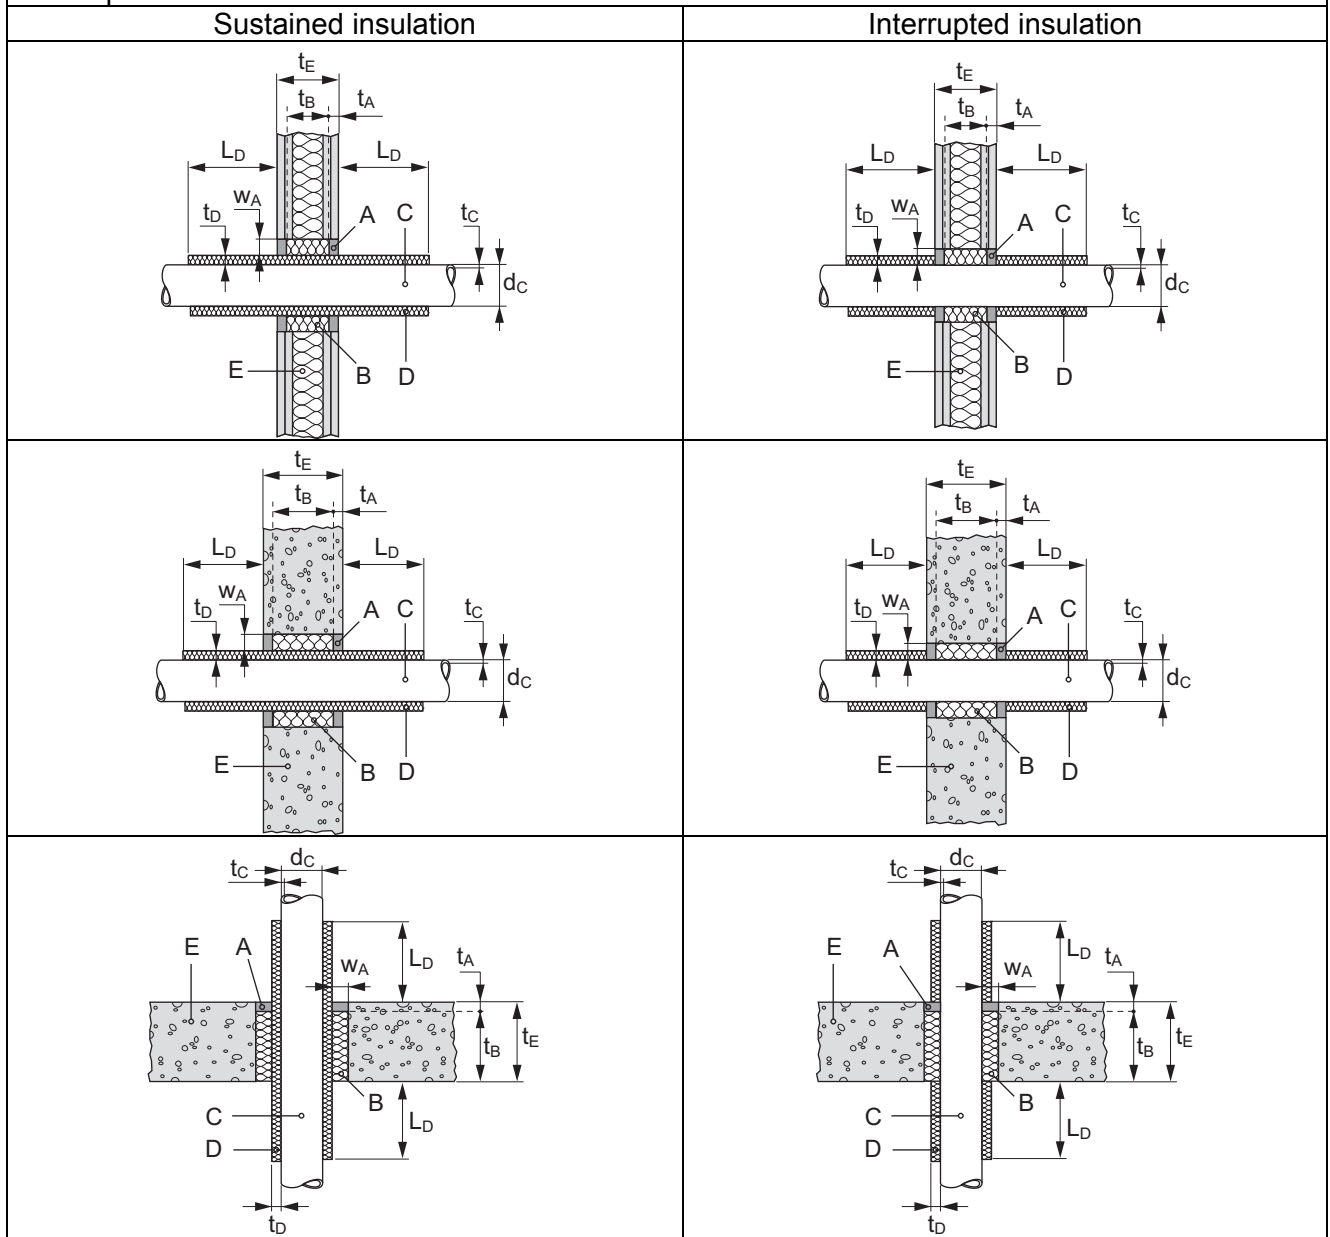 Sustained insulation
Interrupted insulation
tE
tB tA
LD LD
wA
tD A C tC
dC
E B D
tE
tB tA
LD LD
wA
tD A C tC
dC
E B D
tE
tB tA
LD LD
wA
tD A C tC
dC
E B D
tE
tB tA
LD LD
wA
tD A C tC
dC
E B D
tC dC
E A LD tA
wA
tB tE
B
C LD
D
tD
tC dC
E A LD tA
wA
tB tE
B
C LD
D
tD